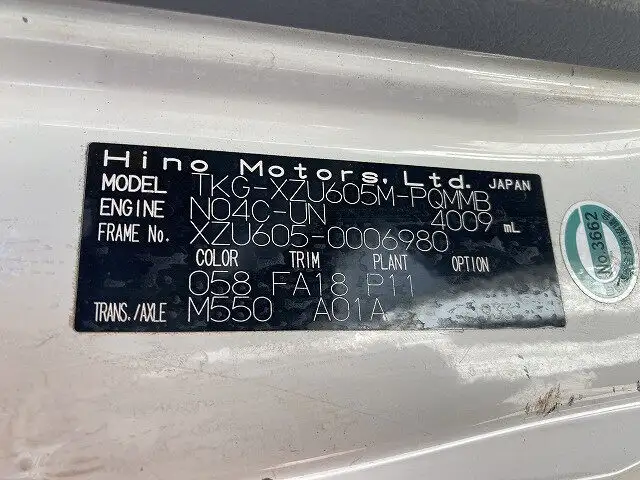 Hino Motors, Ltd. JAPAN
MODEL TKG-XZU605M-PQMMB
ENGINE N04C-UN 4009 mL
FRAME No. XZU605-0006980
COLOR TRIM PLANT OPTION
058 FA18 P11
TRANS./AXLE M550 A01A
No.3662